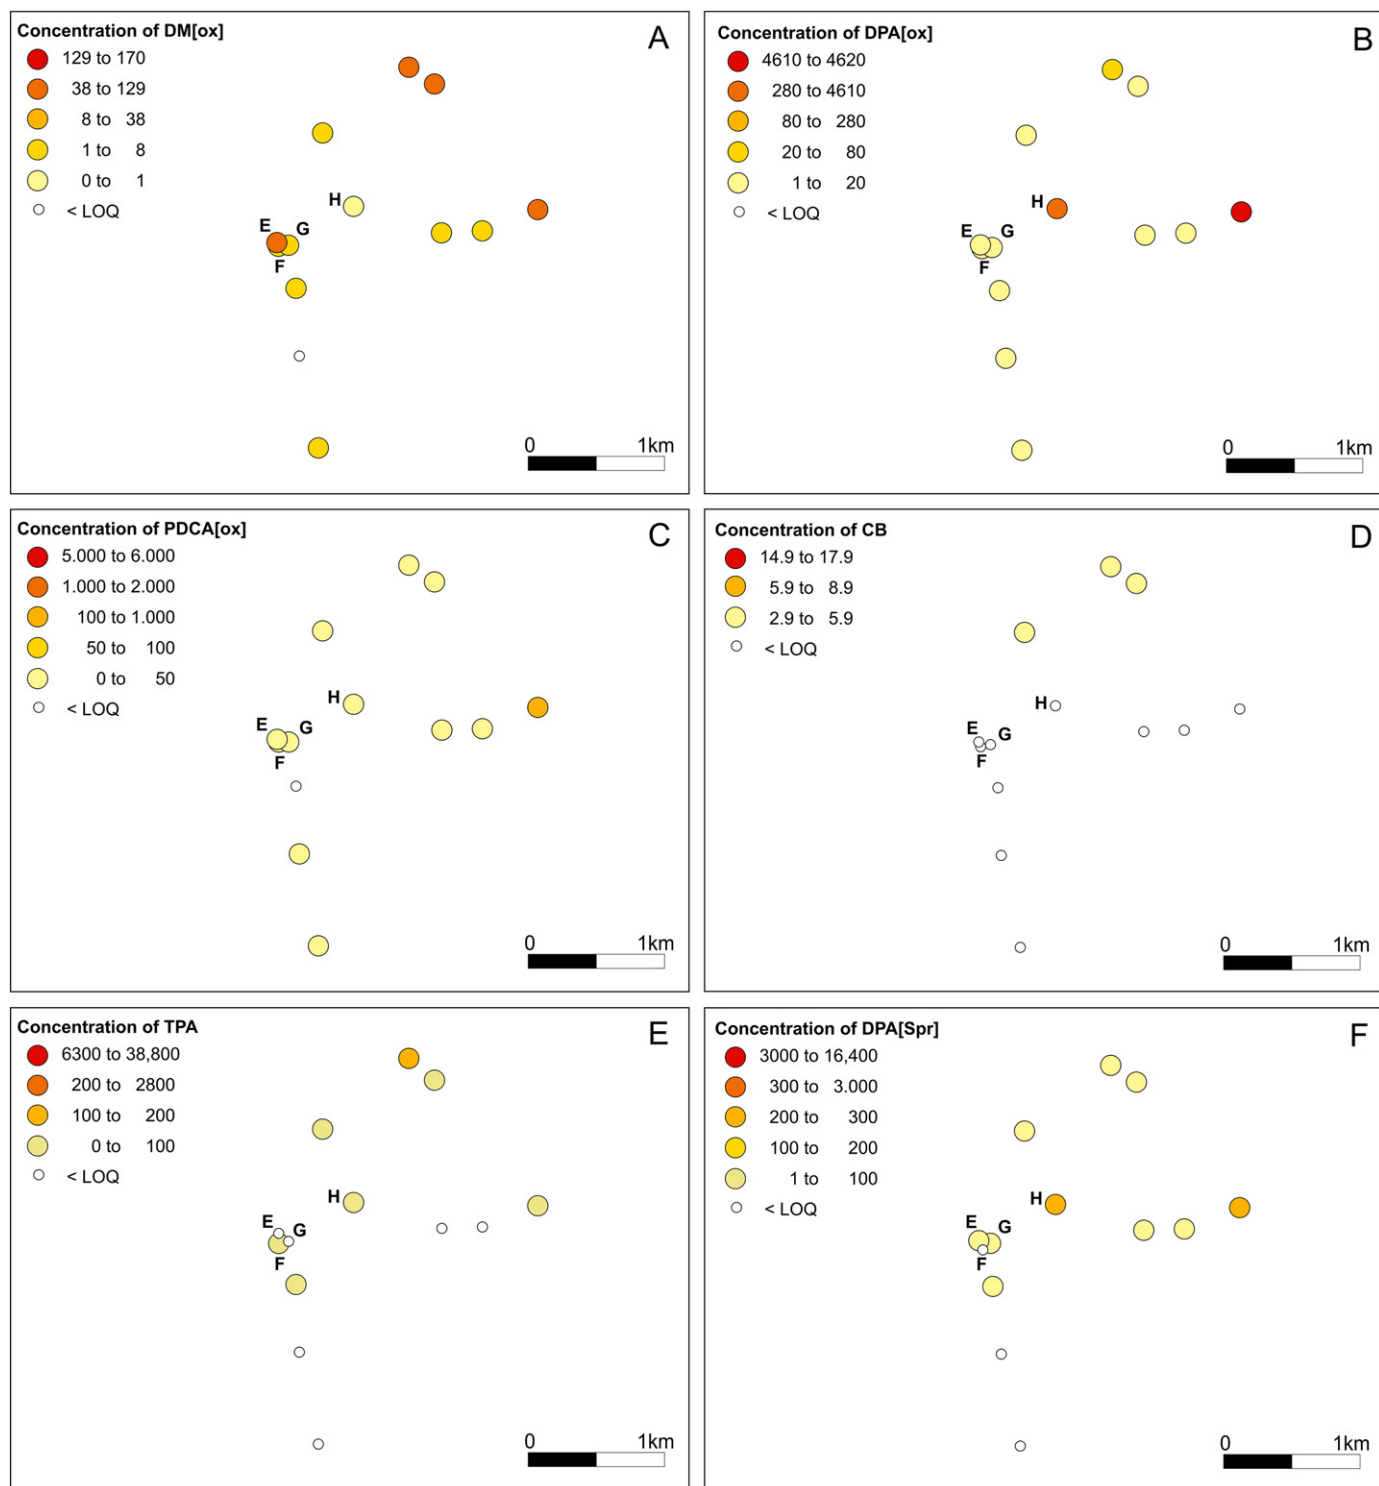 Concentration of DM[ox]
A
129 to 170
38 to 129
8 to 38
1 to 8
0 to 1
< LOQ
H
E
G
F
0 1km
Concentration of DPA[ox]
B
4610 to 4620
280 to 4610
80 to 280
20 to 80
1 to 20
< LOQ
H
E
G
F
0 1km
Concentration of PDCA[ox]
C
5.000 to 6.000
1.000 to 2.000
100 to 1.000
50 to 100
0 to 50
< LOQ
H
E
G
F
0 1km
Concentration of CB
D
14.9 to 17.9
5.9 to 8.9
2.9 to 5.9
< LOQ
H
E
G
F
0 1km
Concentration of TPA
E
6300 to 38,800
200 to 2800
100 to 200
0 to 100
< LOQ
H
E
G
F
0 1km
Concentration of DPA[Spr]
F
3000 to 16,400
300 to 3.000
200 to 300
100 to 200
1 to 100
< LOQ
H
E
G
F
0 1km